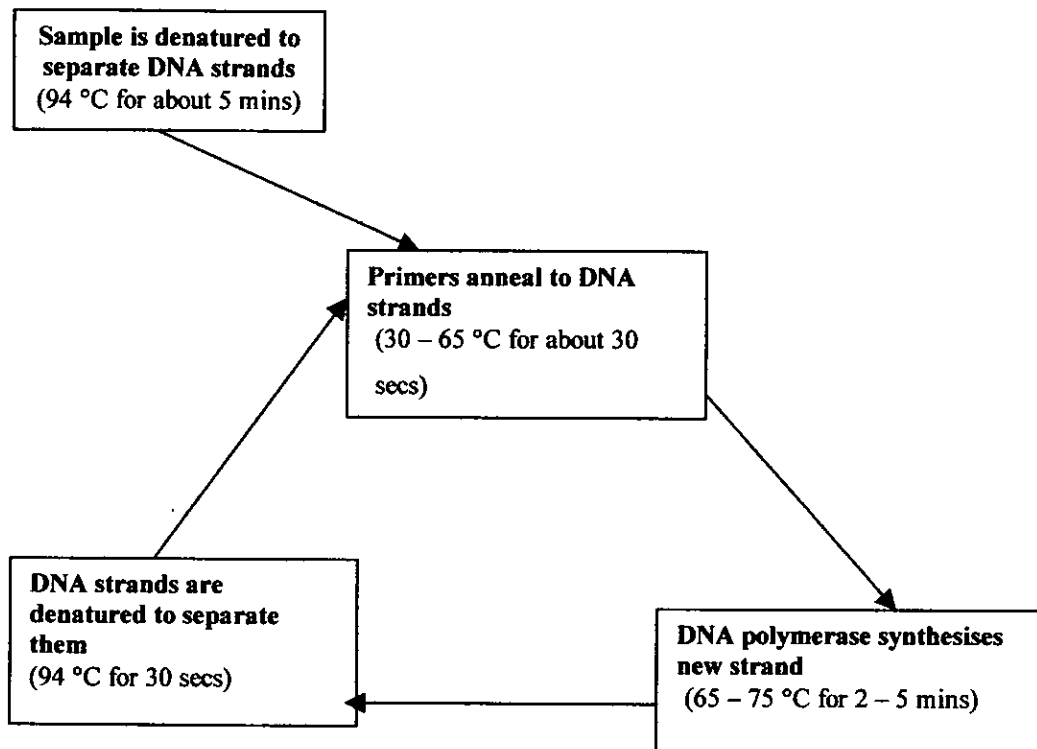 Sample is denatured to
separate DNA strands
(94 °C for about 5 mins)
Primers anneal to DNA
strands
(30 – 65 °C for about 30
secs)
DNA polymerase synthesises
new strand
(65 – 75 °C for 2 – 5 mins)
DNA strands are
denatured to separate
them
(94 °C for 30 secs)